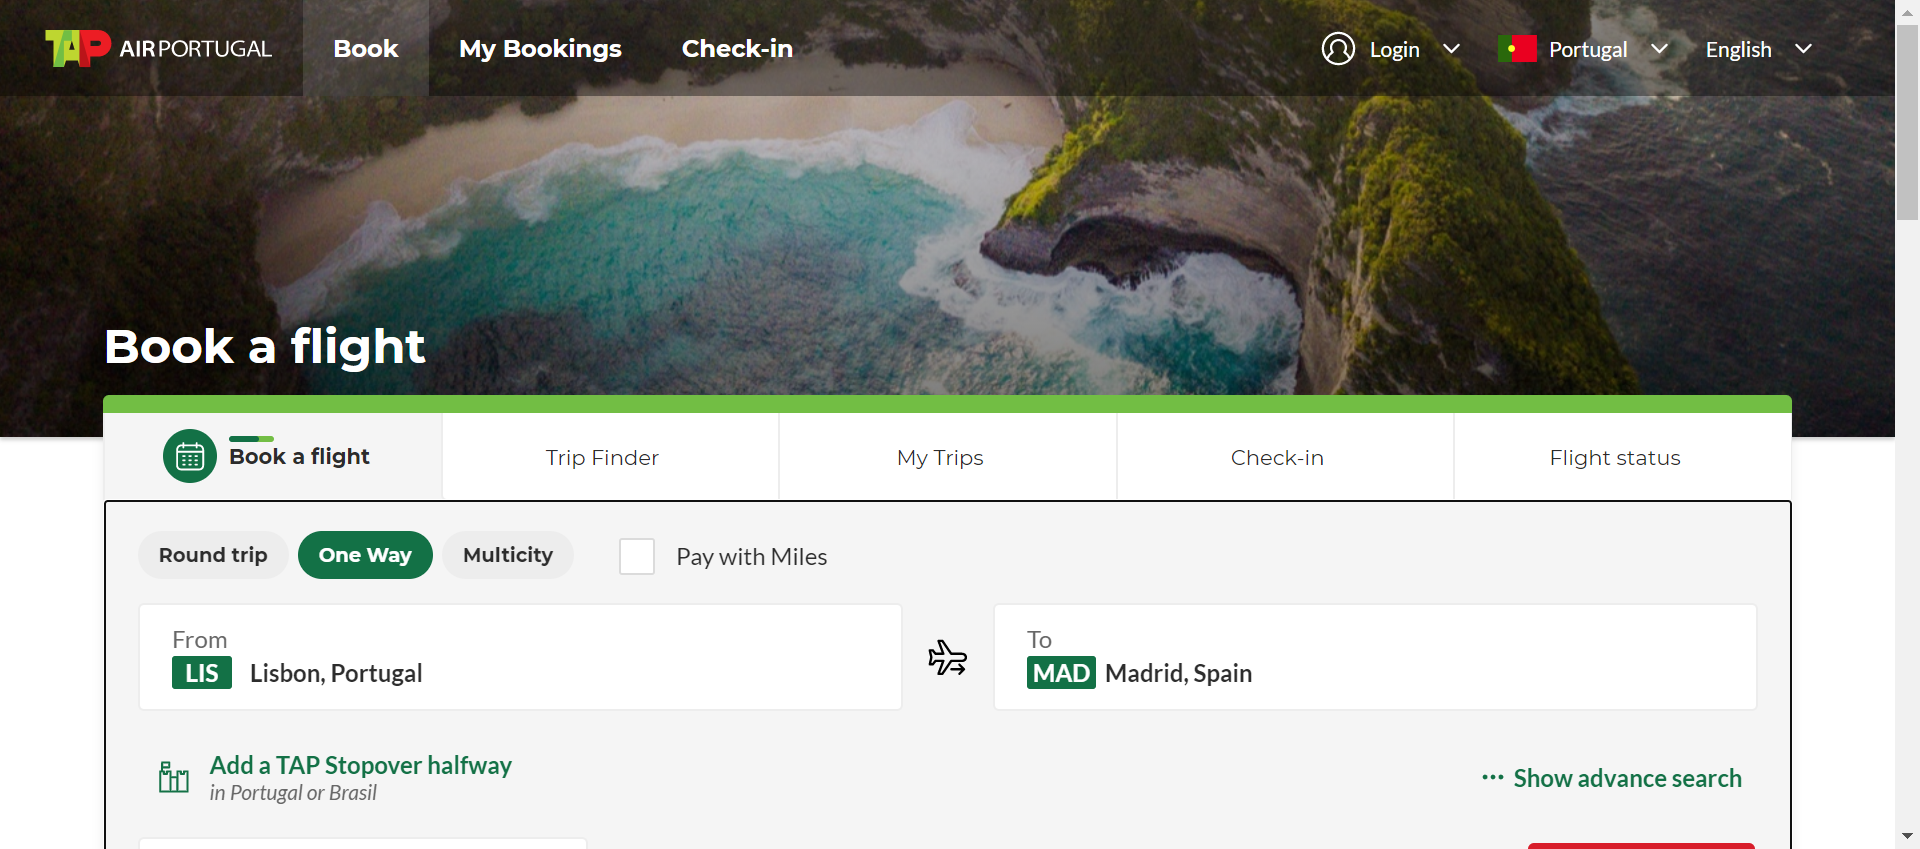 TAP AIRPORTUGAL
Book
My Bookings
Check-in
Login
Portugal
English
Book a flight
Book a flight
Trip Finder
My Trips
Check-in
Flight status
Round trip
One Way
Multicity
Pay with Miles
From
LIS Lisbon, Portugal
To
MAD Madrid, Spain
Add a TAP Stopover halfway
in Portugal or Brasil
••• Show advance search